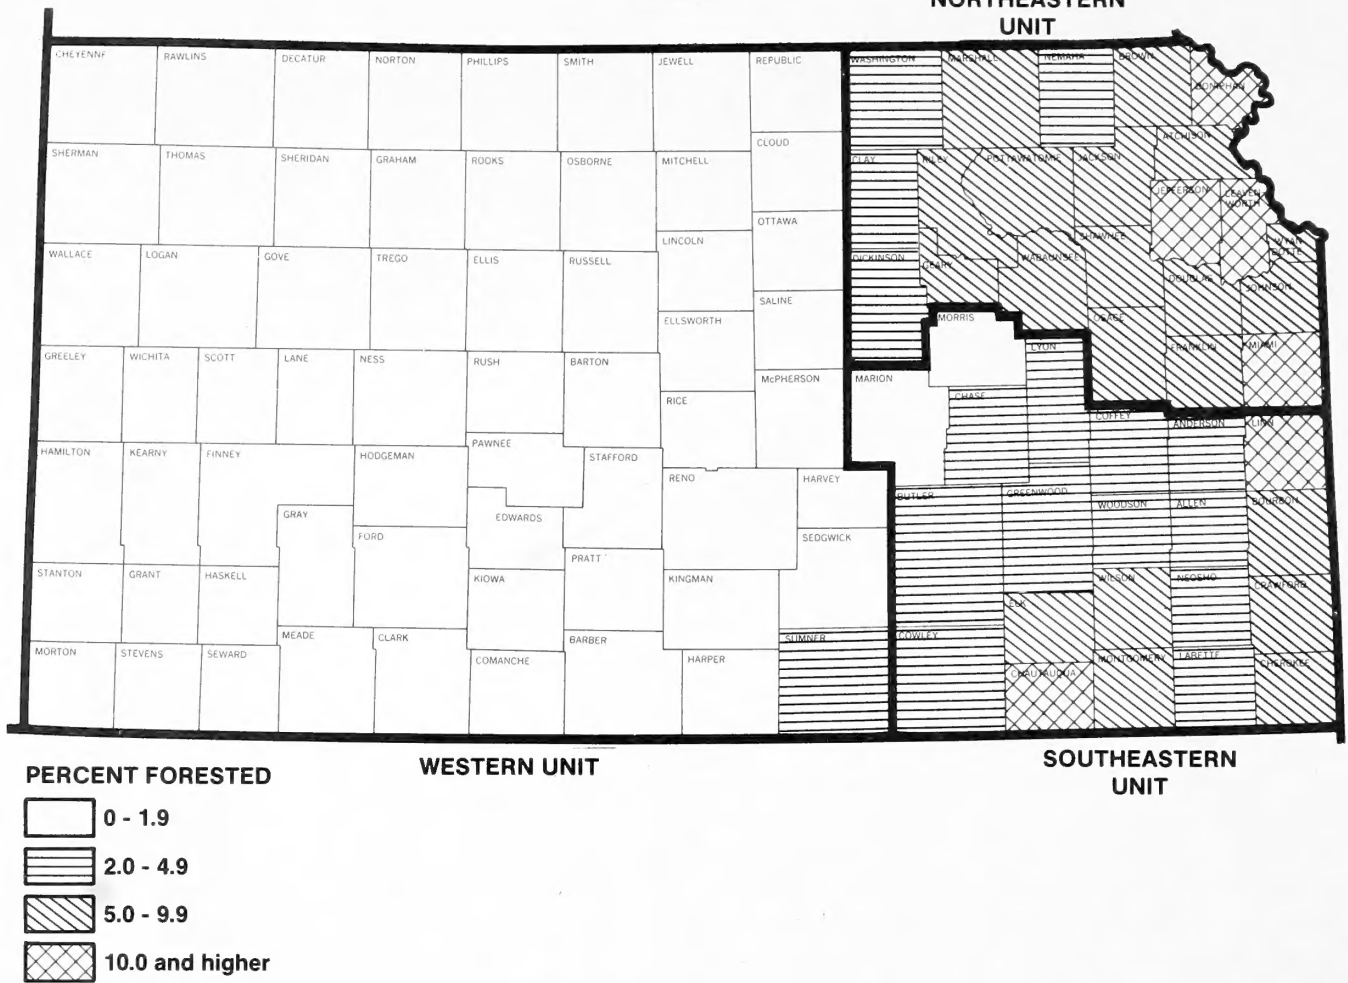 NORTHEASTERN
UNIT
CHEYENNE
RAWLINS
DECATUR
NORTON
PHILLIPS
SMITH
JEWELL
REPUBLIC
WASHINGTON
MARSHALL
NEMAHA
BROWN
DONIPHAN
CLOUD
ATCHISON
SHERMAN
THOMAS
SHERIDAN
GRAHAM
ROOKS
OSBORNE
MITCHELL
CLAY
RILEY
POTTAWATOMIE
JACKSON
JEFFERSON
LEAVEN
WORTH
OTTAWA
LINCOLN
SHAWNEE
WYAN
DOTTE
WALLACE
LOGAN
GOVE
TREGO
ELLIS
RUSSELL
DICKINSON
GEARY
WABAUNSEE
DOUGLAS
JOHNSON
SALINE
ELLSWORTH
MORRIS
OSAGE
LYON
FRANKLIN
MIAMI
GREELEY
WICHITA
SCOTT
LANE
NESS
RUSH
BARTON
McPHERSON
MARION
RICE
CHASE
COFFEY
ANDERSON
LINN
HAMILTON
KEARNY
FINNEY
HODGEMAN
PAWNEE
STAFFORD
RENO
HARVEY
BUTLER
GREENWOOD
WOODSON
ALLEN
BOURBON
GRAY
EDWARDS
FORD
SEDGWICK
PRATT
STANTON
GRANT
HASKELL
KIOWA
KINGMAN
WILSON
NEOSHO
CRAWFORD
ELK
MEADE
CLARK
BARBER
SUMNER
COWLEY
MORTON
STEVENS
SEWARD
COMANCHE
HARPER
CHAUTAUQUA
MONTGOMERY
LABETTE
CHEROKEE
WESTERN UNIT
SOUTHEASTERN
UNIT
PERCENT FORESTED
0 - 1.9
2.0 - 4.9
5.0 - 9.9
10.0 and higher